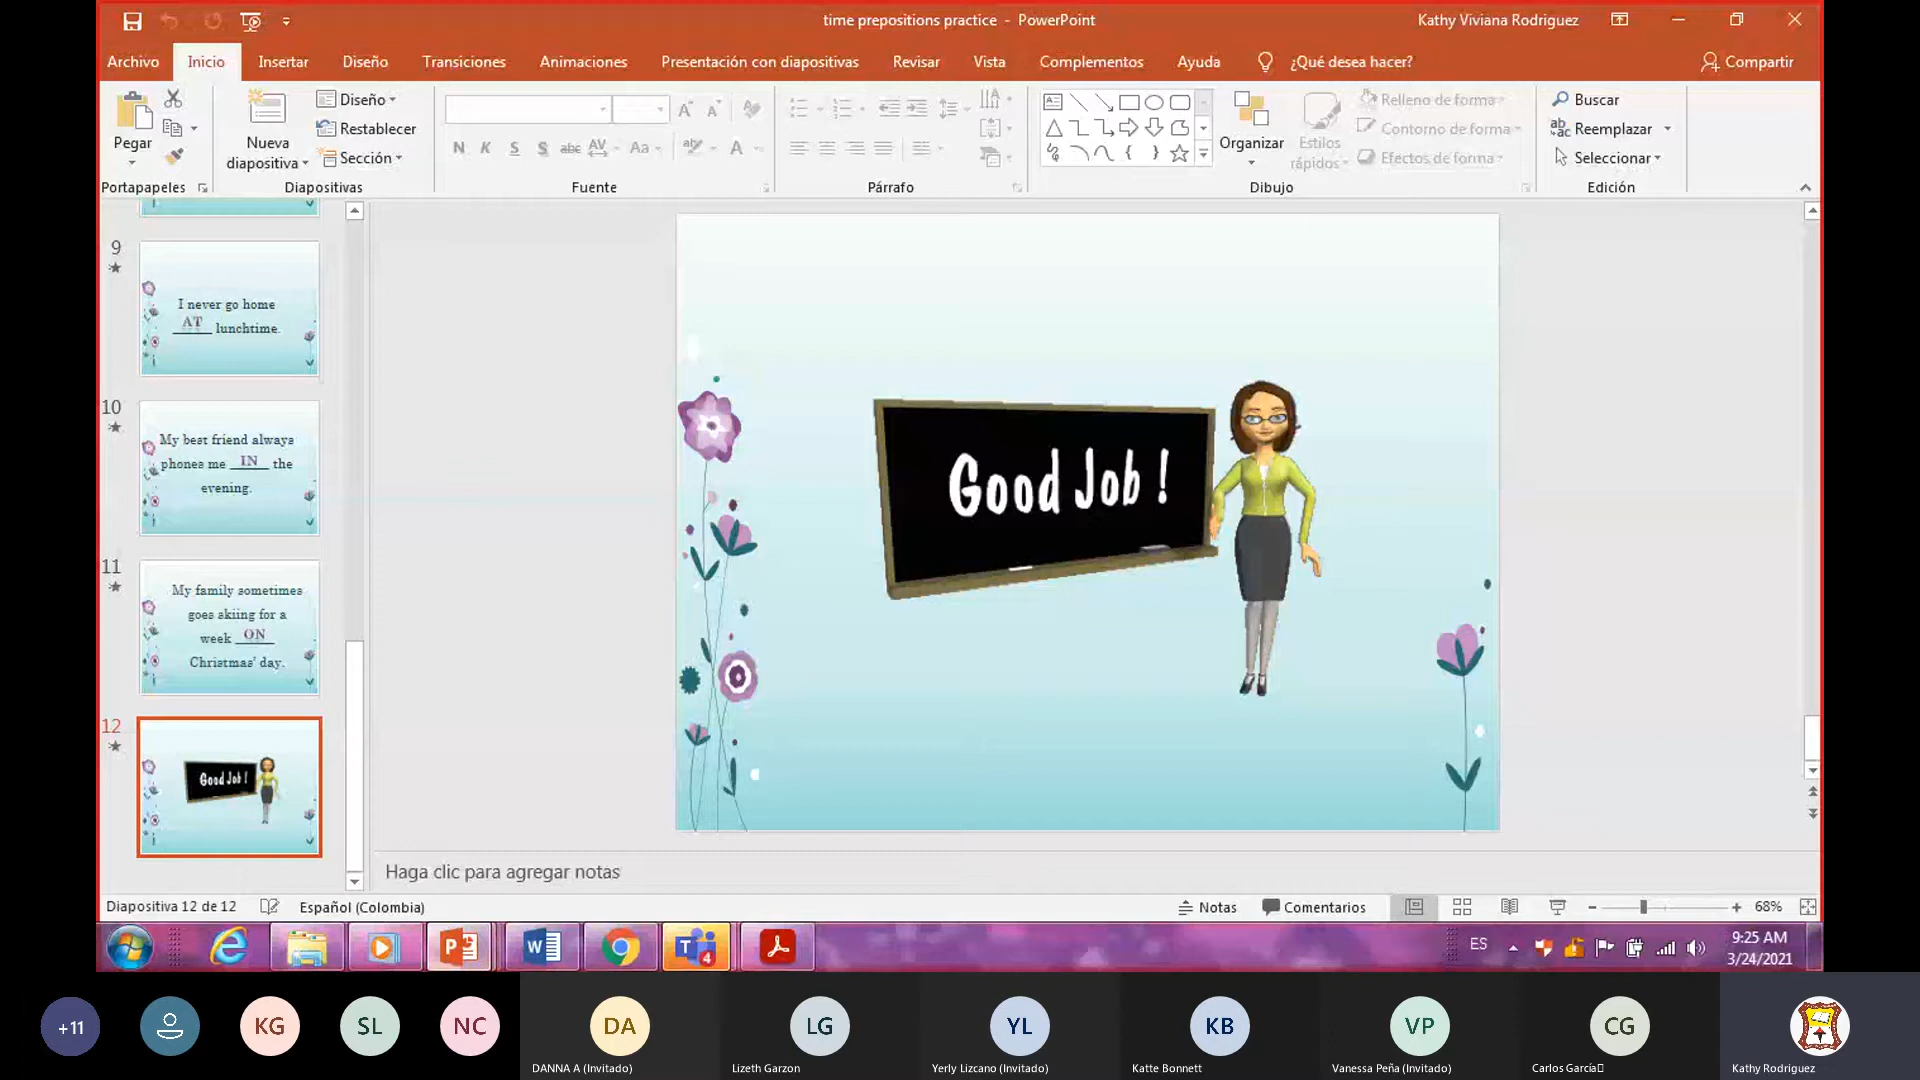 time prepositions practice - PowerPoint
Kathy Viviana Rodriguez
Archivo Inicio Insertar Diseño Transiciones Animaciones Presentación con diapositivas Revisar Vista Complementos Ayuda ¿Qué desea hacer? Compartir
Pegar
Portapapeles
Nueva diapositiva
Diseño
Restablecer
Sección
Diapositivas
N K S S abc AV Aa A
Fuente
Párrafo
Organizar
Estilos rápidos
Relleno de forma
Contorno de forma
Efectos de forma
Dibujo
Buscar
Reemplazar
Seleccionar
Edición
9
I never go home
AT lunchtime.
10
My best friend always
phones me IN the
evening.
11
My family sometimes
goes skiing for a
week ON
Christmas' day.
12
Good Job !
Good Job !
Haga clic para agregar notas
Diapositiva 12 de 12 Español (Colombia) Notas Comentarios 68%
4
ES
9:25 AM
3/24/2021
+11 KG SL NC DA LG YL KB VP CG
DANNA A (Invitado) Lizeth Garzon Yerly Lizcano (Invitado) Katte Bonnett Vanessa Peña (Invitado) Carlos García Kathy Rodriguez